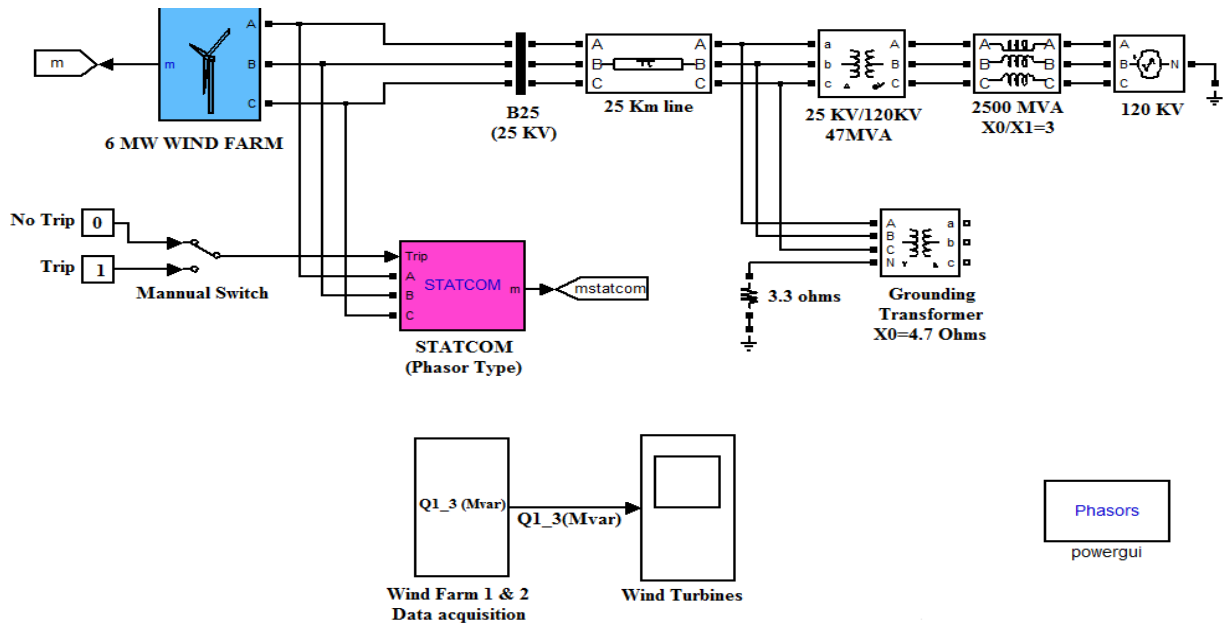 m
m
A
B
C
6 MW WIND FARM
B25
(25 KV)
A
B
C
A
B
C
25 Km line
a
b
c
A
B
C
25 KV/120KV
47MVA
A
B
C
A
B
C
2500 MVA
X0/X1=3
A
B
C
N
120 KV
No Trip
0
Trip
1
Mannual Switch
Trip
A
B
C
STATCOM
m
mstatcom
STATCOM
(Phasor Type)
A
B
C
N
a
b
c
3.3 ohms
Grounding
Transformer
X0=4.7 Ohms
Q1_3 (Mvar)
Q1_3(Mvar)
Wind Farm 1 & 2
Data acquisition
Wind Turbines
Phasors
powergui